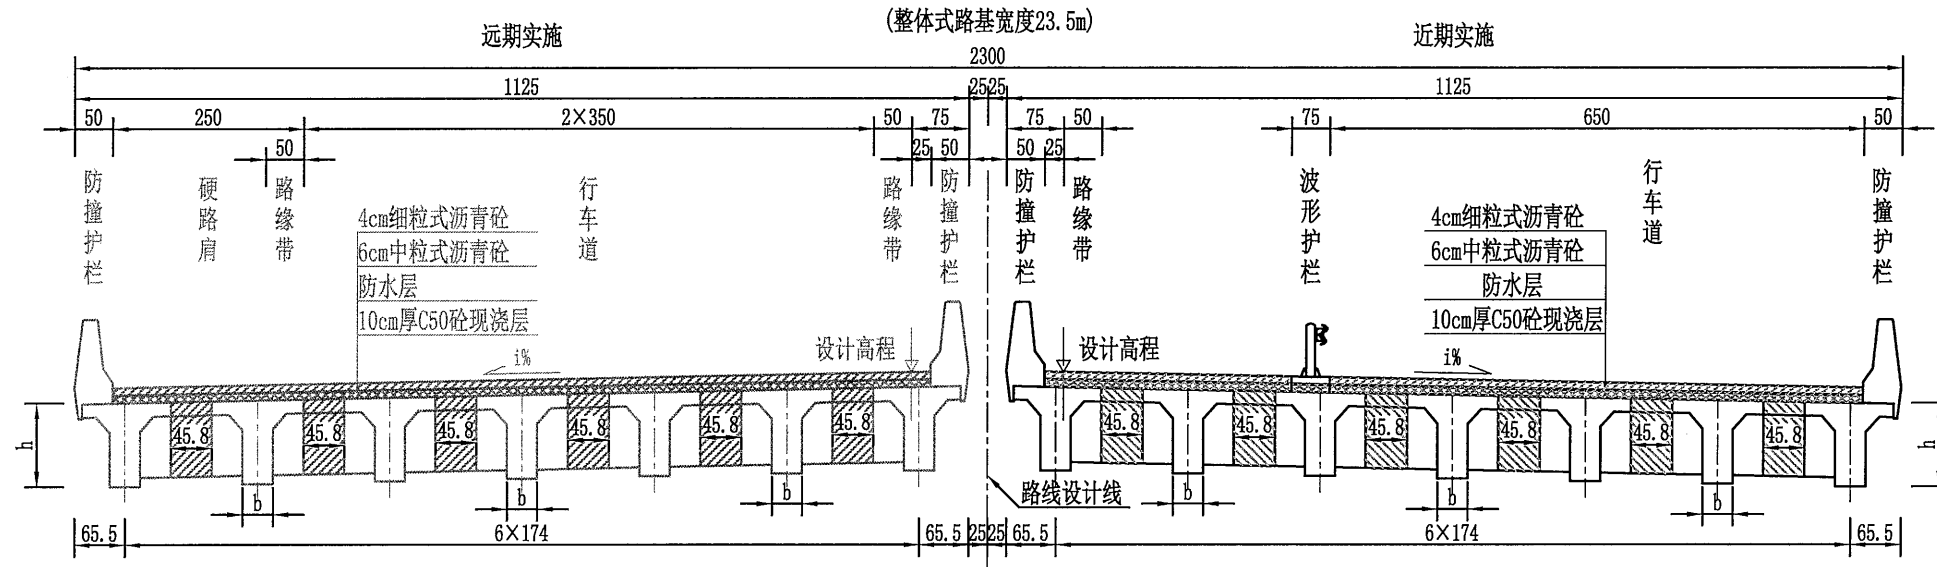 (整体式路基宽度23.5m)
远期实施
近期实施
2300
1125
25
25
1125
50
250
2×350
50
75
75
50
75
650
50
50
25
50
50
25
防撞护栏
硬路肩
路缘带
行车道
路缘带
防撞护栏
防撞护栏
路缘带
波形护栏
行车道
防撞护栏
4cm细粒式沥青砼
6cm中粒式沥青砼
防水层
10cm厚C50砼现浇层
4cm细粒式沥青砼
6cm中粒式沥青砼
防水层
10cm厚C50砼现浇层
i%
设计高程
设计高程
i%
h
45.8
45.8
45.8
45.8
45.8
45.8
45.8
45.8
45.8
45.8
45.8
45.8
h
b
b
b
b
b
b
路线设计线
65.5
6×174
65.5
25
25
65.5
6×174
65.5